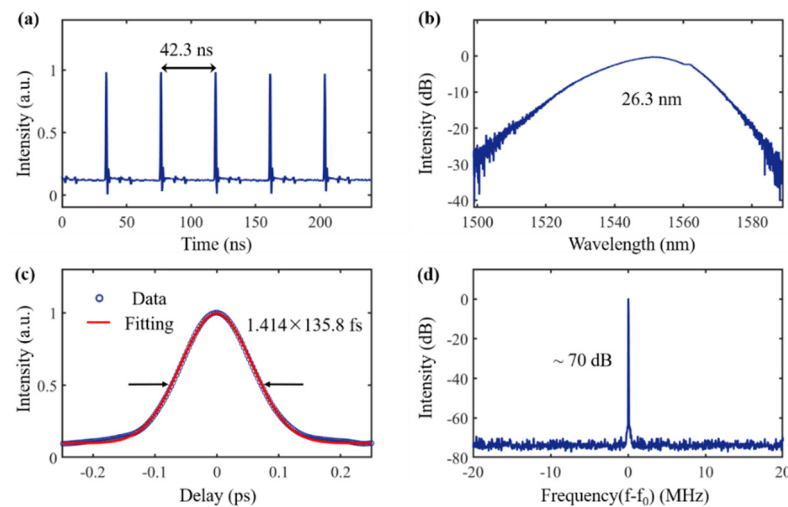 (a)
42.3 ns
Intensity (a.u.)
1
0.5
0
0 50 100 150 200
Time (ns)
(b)
26.3 nm
Intensity (dB)
0
-10
-20
-30
-40
1500 1520 1540 1560 1580
Wavelength (nm)
(c)
Data
Fitting
1.414×135.8 fs
Intensity (a.u.)
1
0.5
0
-0.2 -0.1 0 0.1 0.2
Delay (ps)
(d)
~ 70 dB
Intensity (dB)
0
-20
-40
-60
-80
-20 -10 0 10 20
Frequency(f-f₀) (MHz)